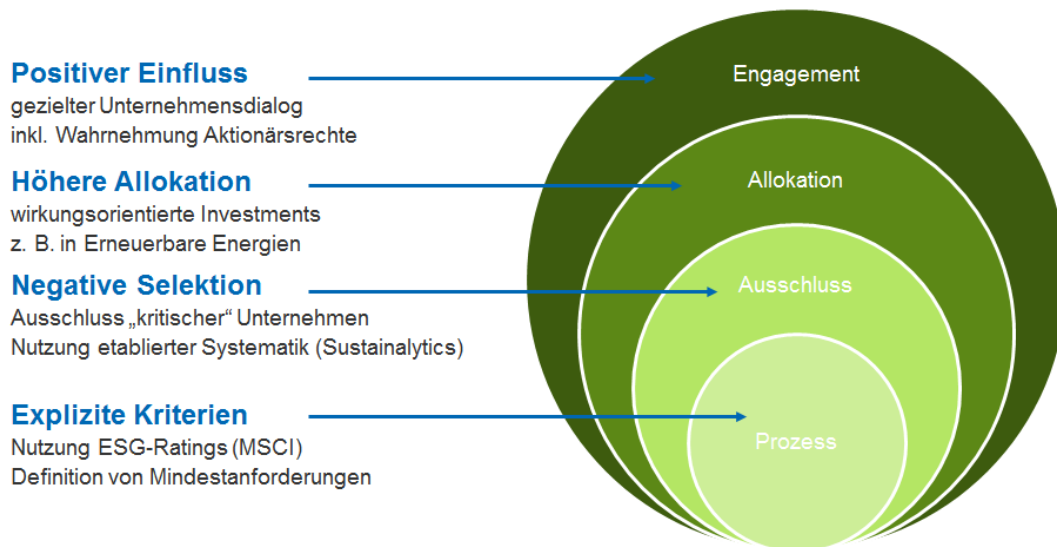 Positiver Einfluss
gezielter Unternehmensdialog
inkl. Wahrnehmung Aktionärsrechte
Engagement
Höhere Allokation
wirkungsorientierte Investments
z. B. in Erneuerbare Energien
Allokation
Negative Selektion
Ausschluss „kritischer“ Unternehmen
Nutzung etablierter Systematik (Sustainalytics)
Ausschluss
Explizite Kriterien
Nutzung ESG-Ratings (MSCI)
Definition von Mindestanforderungen
Prozess